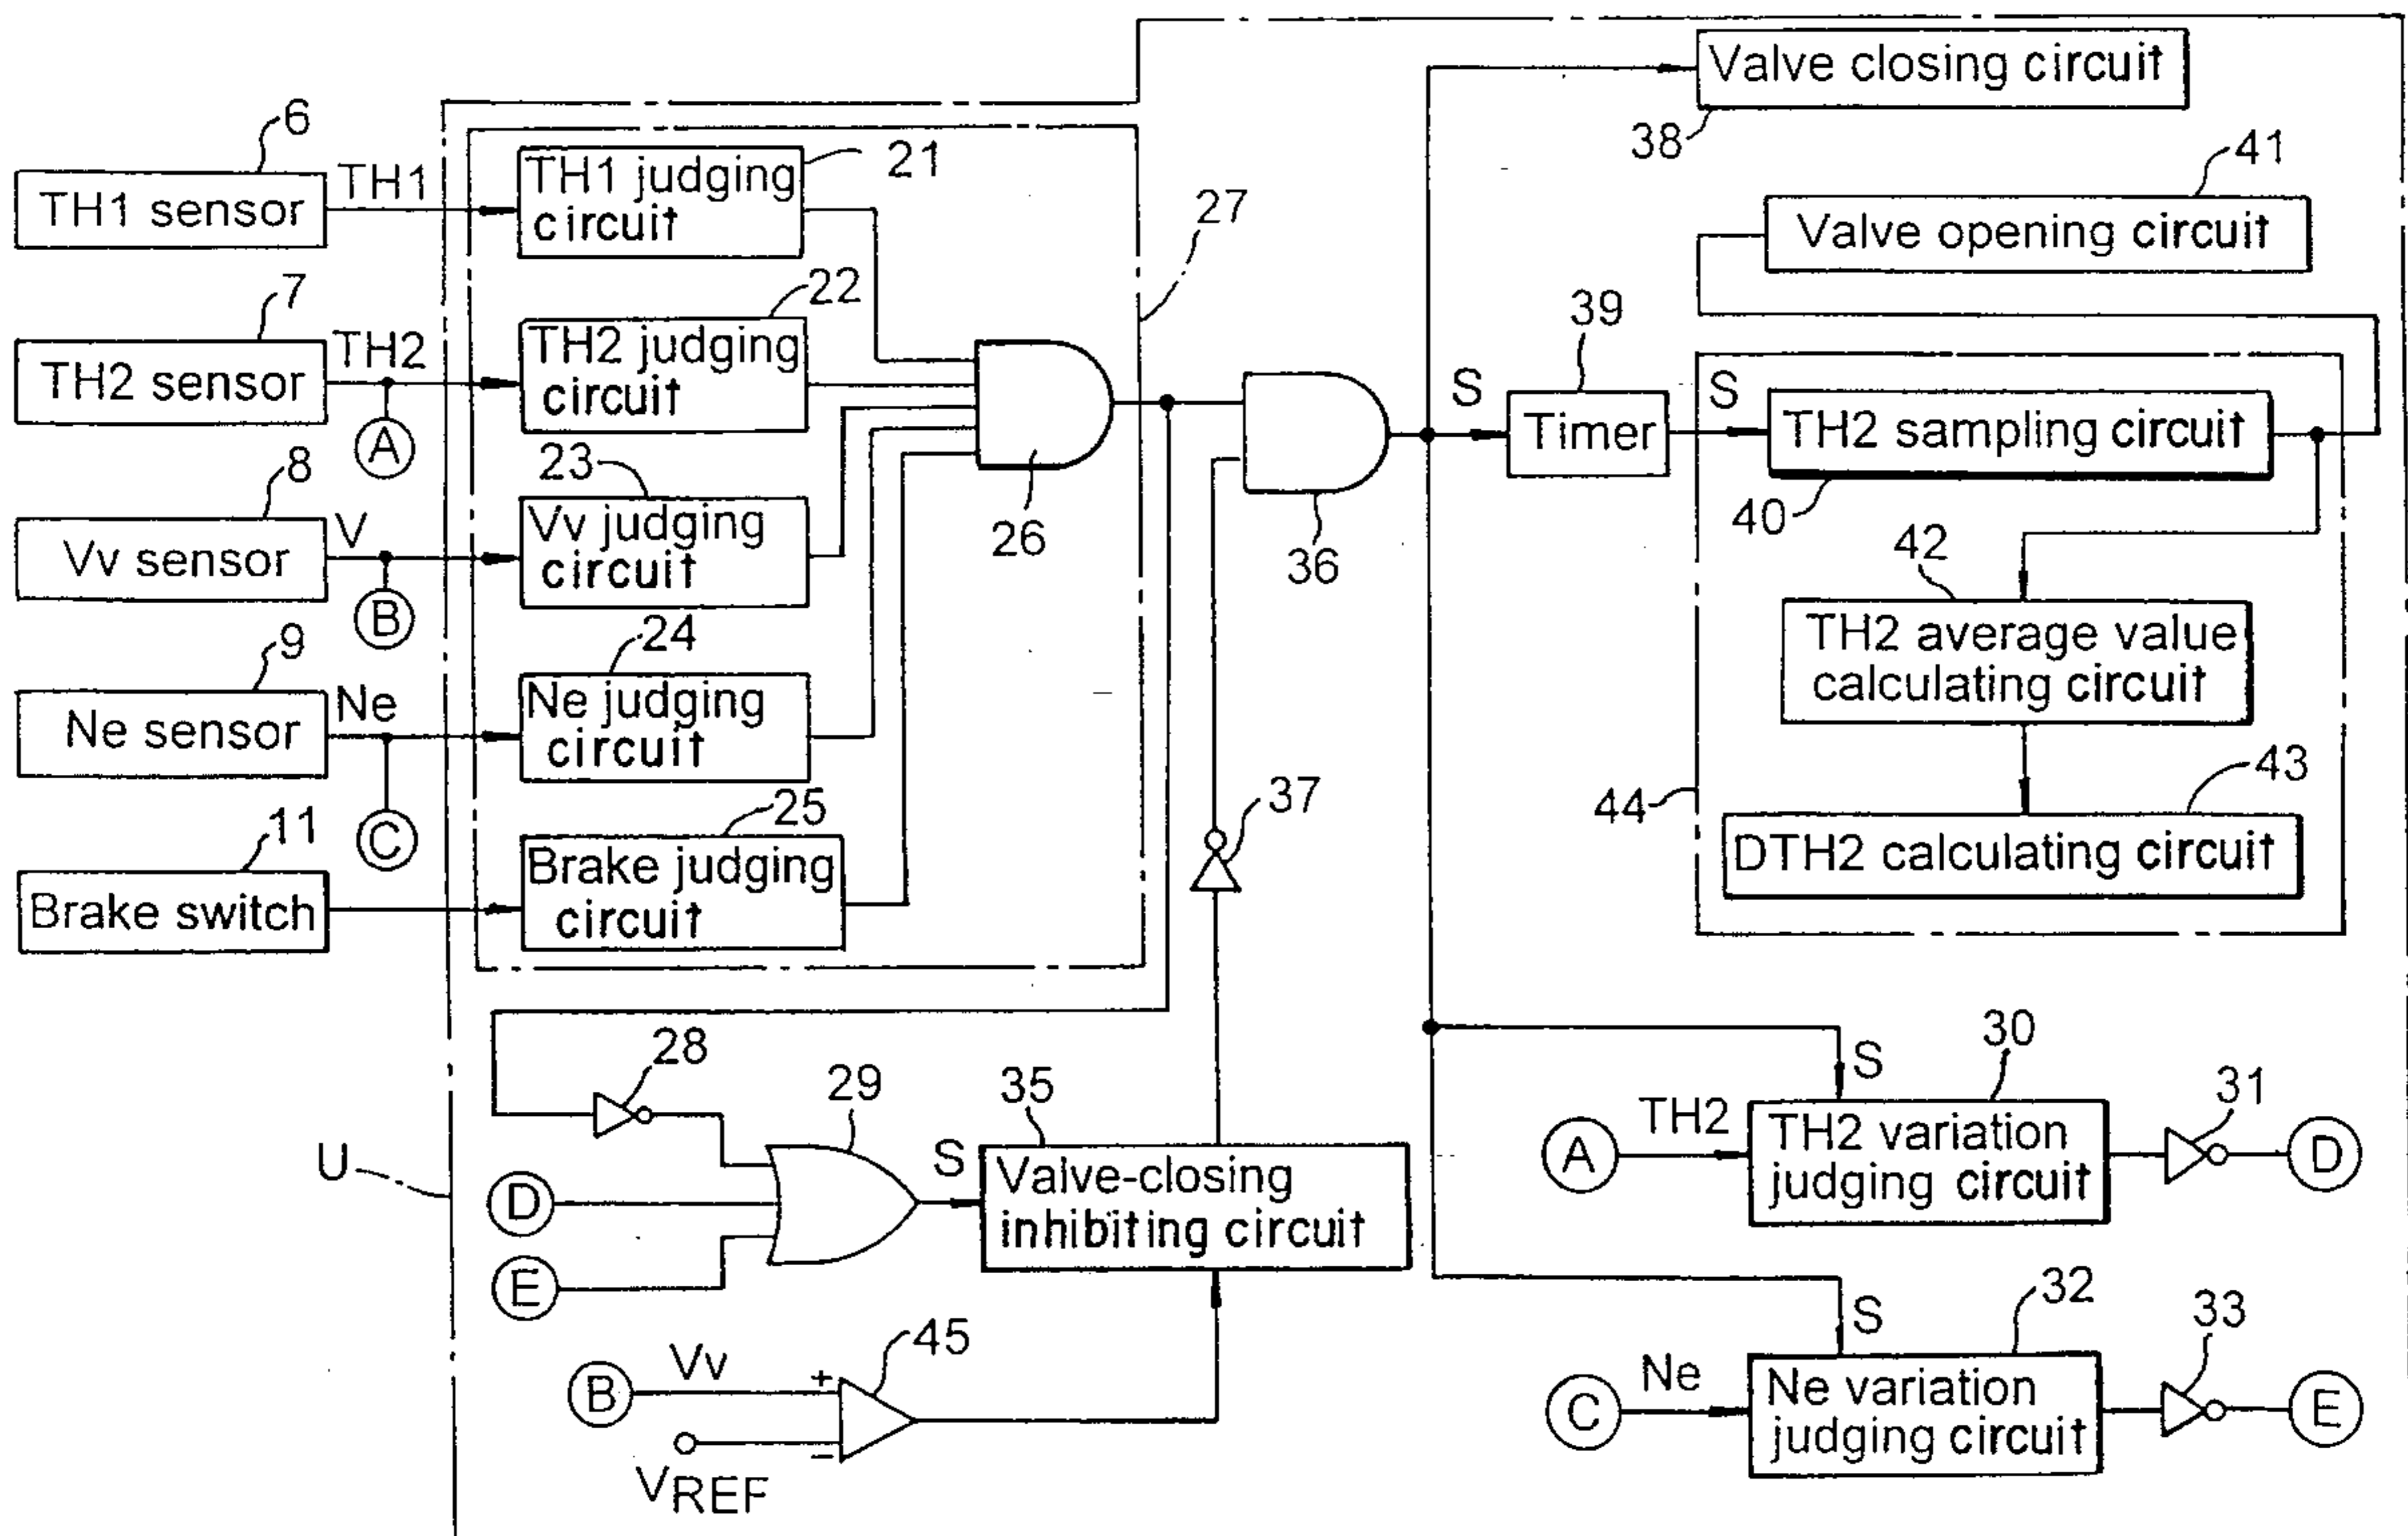 Valve closing circuit
38
6
TH1 sensor
TH1
TH1 judging
circuit
21
27
41
Valve opening circuit
7
TH2 sensor
TH2
A
TH2 judging
circuit
22
26
36
S
39
Timer
S
TH2 sampling circuit
40
8
Vv sensor
V
B
23
Vv judging
circuit
42
TH2 average value
calculating circuit
9
Ne sensor
Ne
C
24
Ne judging
circuit
37
44
43
DTH2 calculating circuit
11
Brake switch
25
Brake judging
circuit
U
28
29
D
E
S
35
Valve-closing
inhibiting circuit
B
Vv
+
−
45
VREF
S
30
A
TH2
TH2 variation
judging circuit
31
D
S
32
C
Ne
Ne variation
judging circuit
33
E